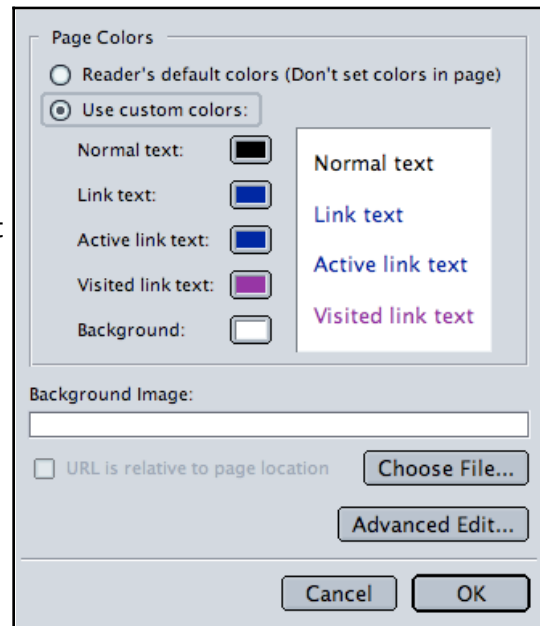 Page Colors
Reader's default colors (Don't set colors in page)
Use custom colors:
Normal text:
Link text:
Active link text:
Visited link text:
Background:
Normal text
Link text
Active link text
Visited link text
Background Image:
URL is relative to page location
Choose File...
Advanced Edit...
Cancel
OK